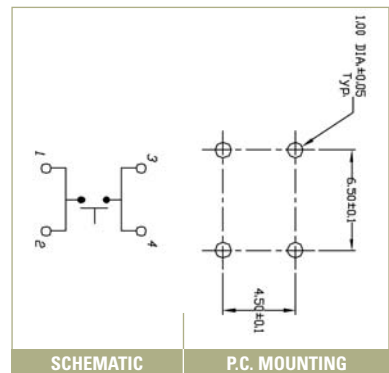 1.00 DIA.±0.05
Typ.
6.50±0.1
4.50±0.1
1
3
2
4
SCHEMATIC
P.C. MOUNTING